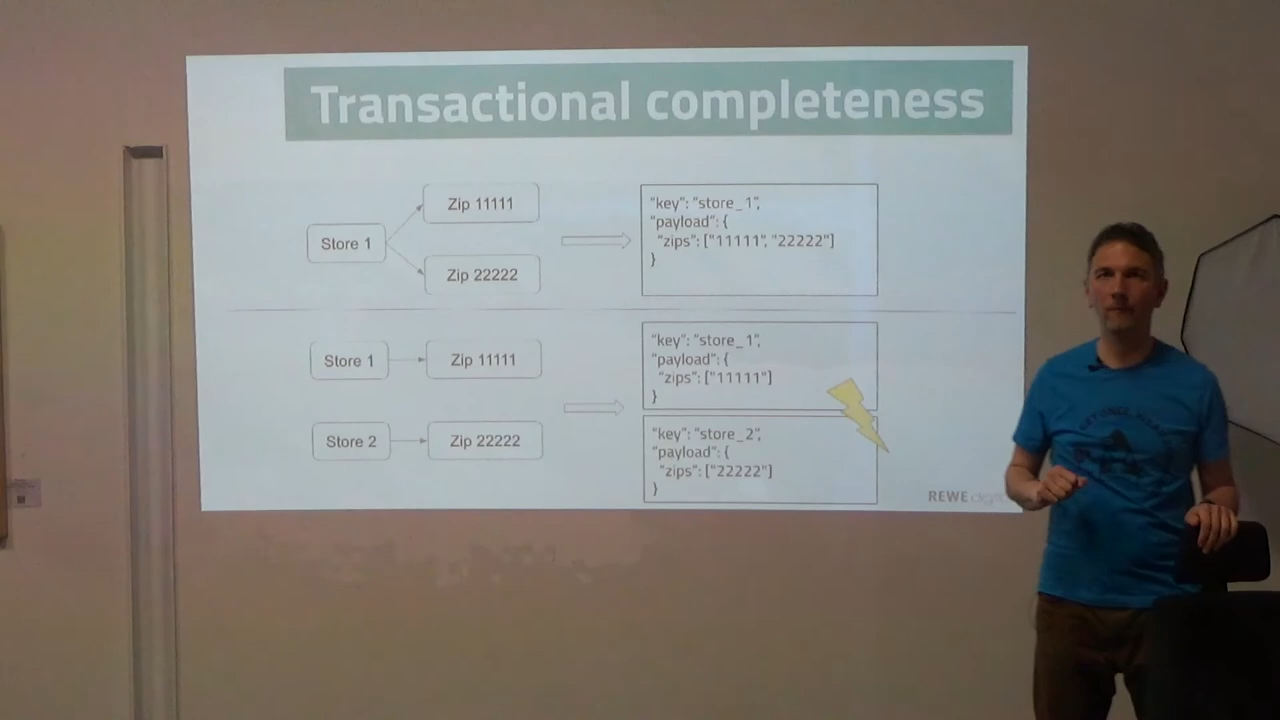 Transactional completeness
Store 1
Zip 11111
Zip 22222
"key": "store_1",
"payload": {
"zips": ["11111", "22222"]
}
Store 1
Zip 11111
Store 2
Zip 22222
"key": "store_1",
"payload": {
"zips": ["11111"]
}
"key": "store_2",
"payload": {
"zips": ["22222"]
}
REWE